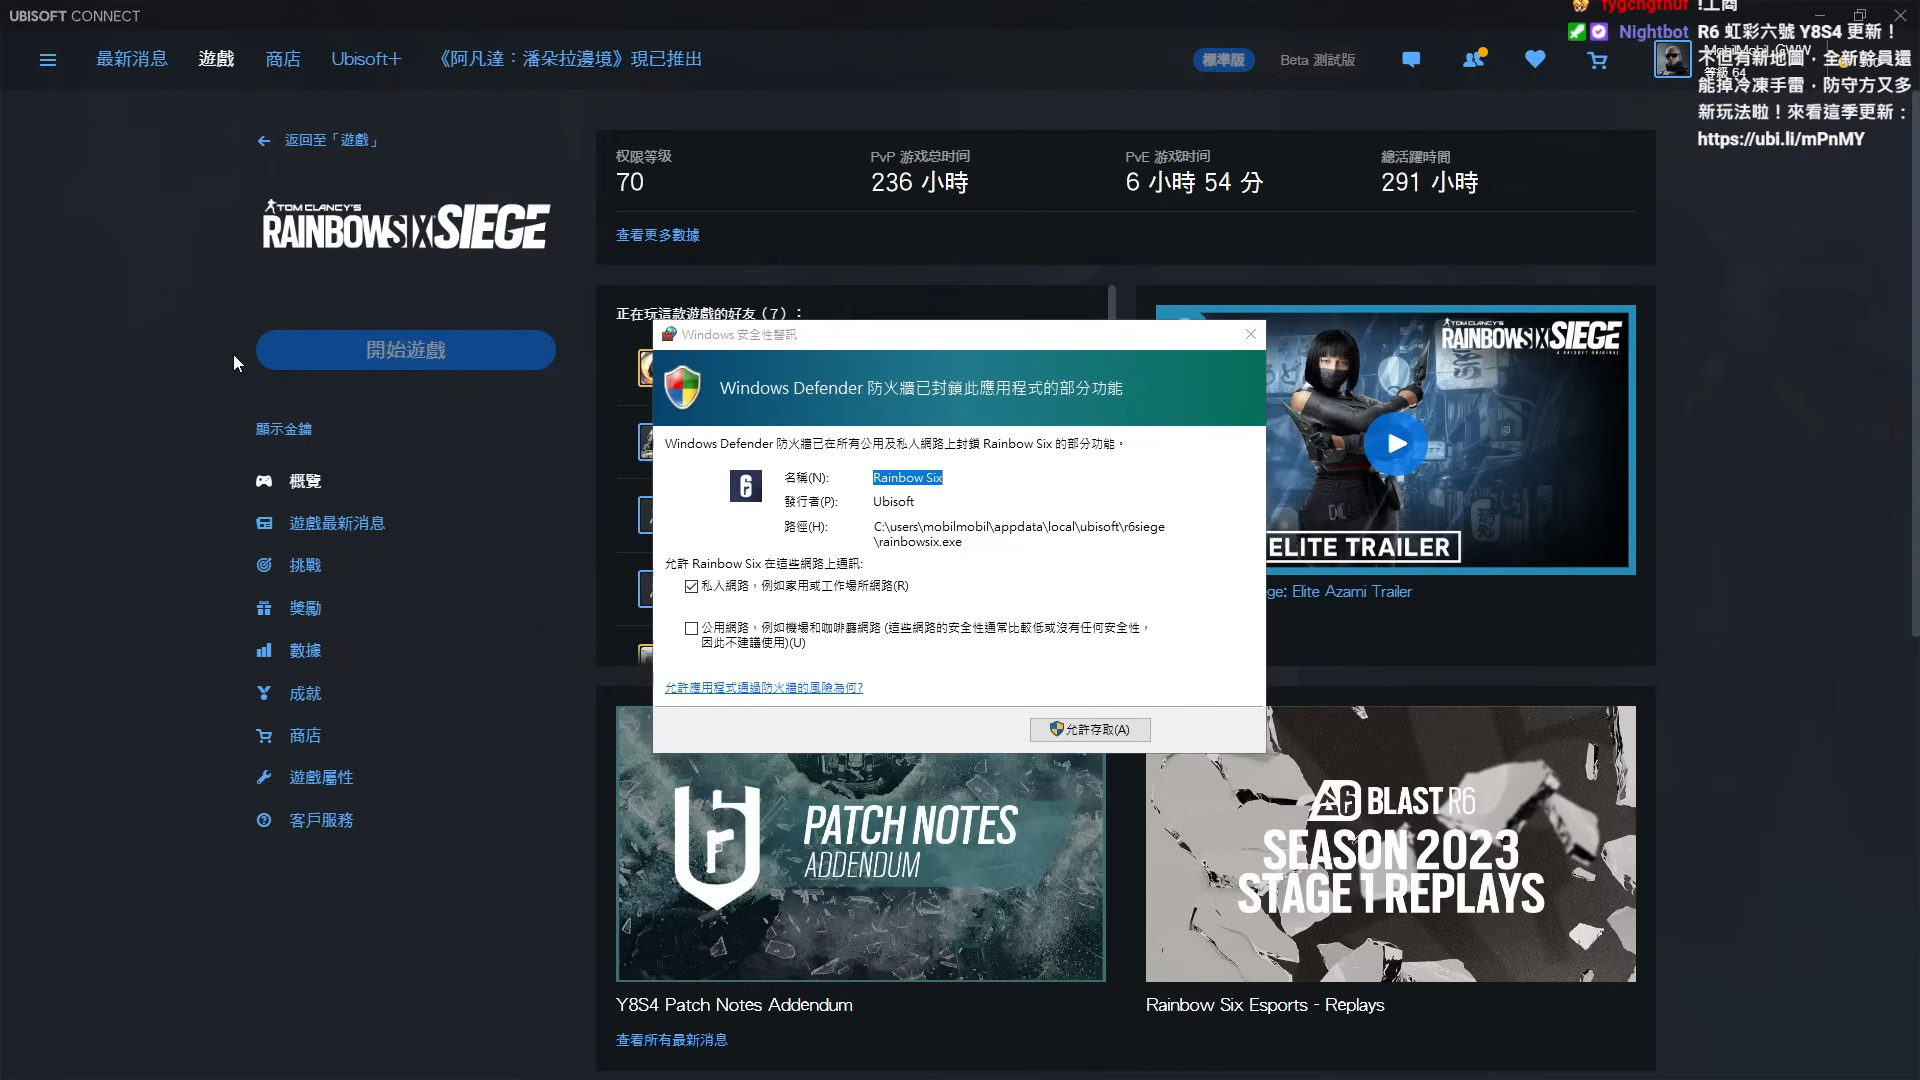 UBISOFT CONNECT
最新消息
遊戲
商店
Ubisoft+
《阿凡達：潘朵拉邊境》現已推出
標準版
Beta 測試版
MobilMobil_GWW
等級 64
!工商
Nightbot
R6 虹彩六號 Y8S4 更新！
不但有新地圖，全新幹員還
能掉冷凍手雷，防守方又多
新玩法啦！來看這季更新：
https://ubi.li/mPnMY
返回至「遊戲」
TOM CLANCY'S
RAINBOWSIX SIEGE
開始遊戲
顯示金鑰
概覽
遊戲最新消息
挑戰
獎勵
數據
成就
商店
遊戲屬性
客戶服務
权限等级
70
PvP 游戏总时间
236 小時
PvE 游戏时间
6 小時 54 分
總活躍時間
291 小時
查看更多數據
正在玩這款遊戲的好友（7）：
Windows 安全性警訊
Windows Defender 防火牆已封鎖此應用程式的部分功能
Windows Defender 防火牆已在所有公用及私人網路上封鎖 Rainbow Six 的部分功能。
名稱(N):
Rainbow Six
發行者(P):
Ubisoft
路徑(H):
C:\users\mobilmobil\appdata\local\ubisoft\r6siege
\rainbowsix.exe
允許 Rainbow Six 在這些網路上通訊:
私人網路，例如家用或工作場所網路(R)
公用網路，例如機場和咖啡廳網路 (這些網路的安全性通常比較低或沒有任何安全性，
因此不建議使用)(U)
允許應用程式通過防火牆的風險為何?
允許存取(A)
TOM CLANCY'S
RAINBOWSIX SIEGE
ELITE TRAILER
ge: Elite Azami Trailer
PATCH NOTES
ADDENDUM
Y8S4 Patch Notes Addendum
查看所有最新消息
BLAST R6
SEASON 2023
STAGE 1 REPLAYS
Rainbow Six Esports - Replays